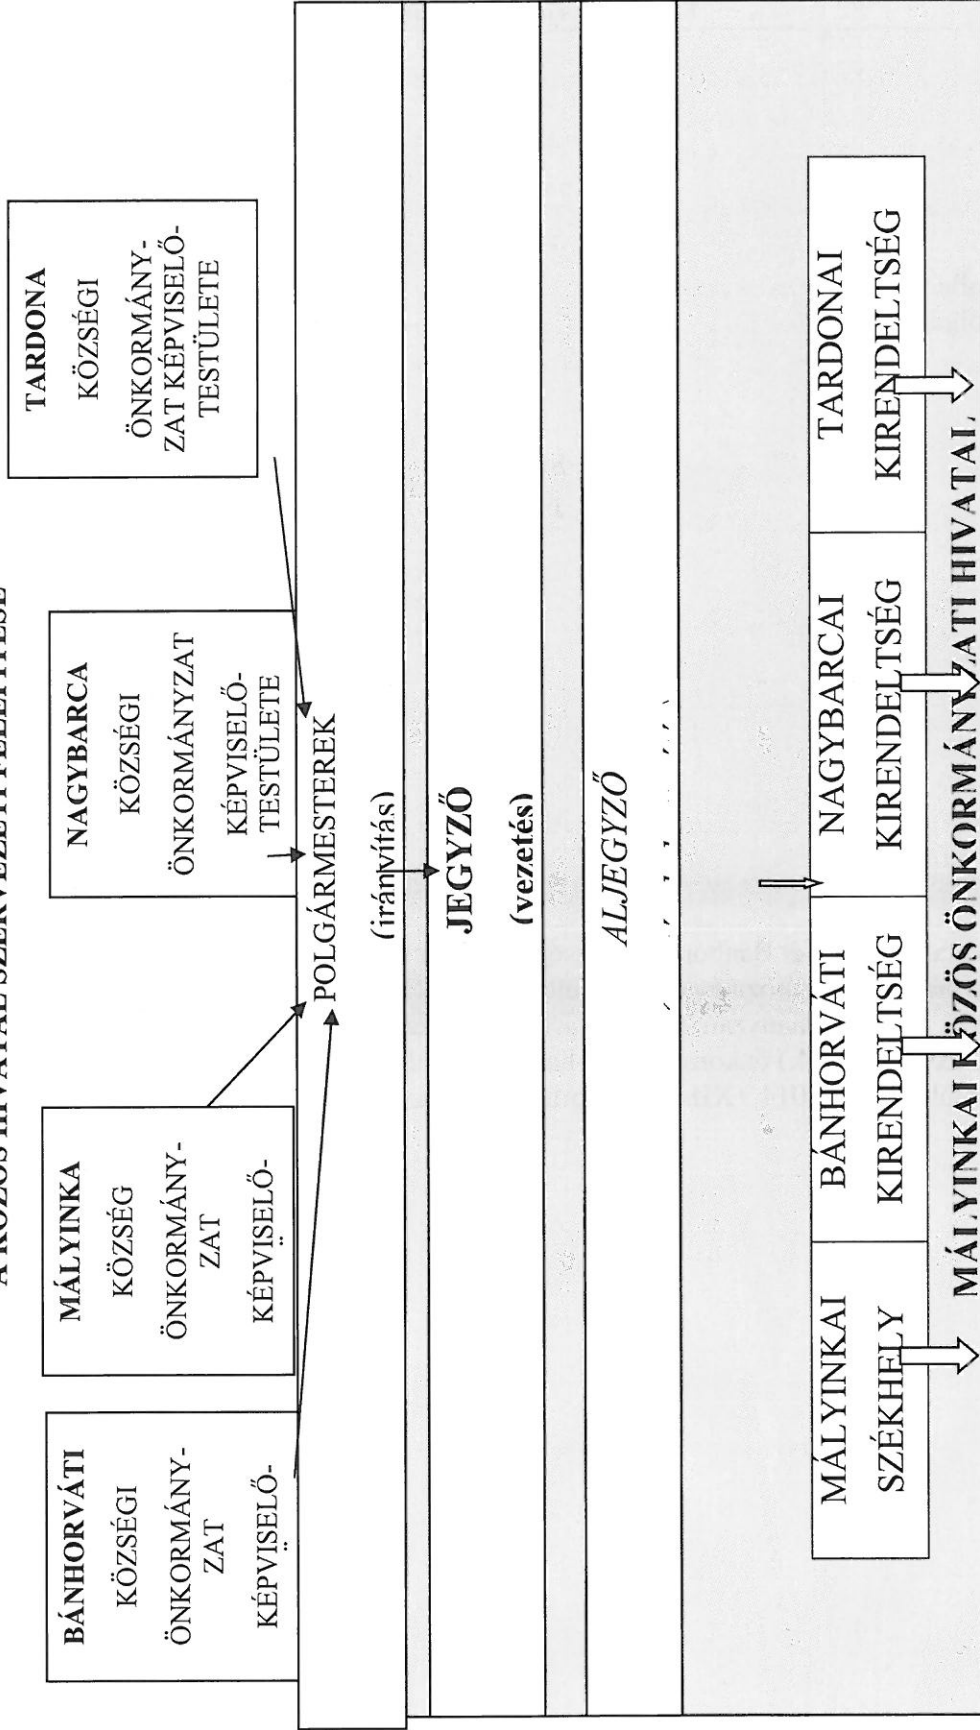 A KÖZÖS HIVATAL SZERVEZETI FELÉPÍTÉSE
BÁNHORVÁTI
KÖZSÉGI
ÖNKORMÁNY-
ZAT
KÉPVISELŐ-
MÁLYINKA
KÖZSÉG
ÖNKORMÁNY-
ZAT
KÉPVISELŐ-
NAGYBARCA
KÖZSÉGI
ÖNKORMÁNYZAT
KÉPVISELŐ-
TESTÜLETE
TARDONA
KÖZSÉGI
ÖNKORMÁNY-
ZAT KÉPVISELŐ-
TESTÜLETE
POLGÁRMESTEREK
(irányítás)
JEGYZŐ
(vezetés)
ALJEGYZŐ
MÁLYINKAI
SZÉKHELY
BÁNHORVÁTI
KIRENDELTSÉG
NAGYBARCAI
KIRENDELTSÉG
TARDONAI
KIRENDELTSÉG
MÁLYINKAI KÖZÖS ÖNKORMÁNYZATI HIVATAL